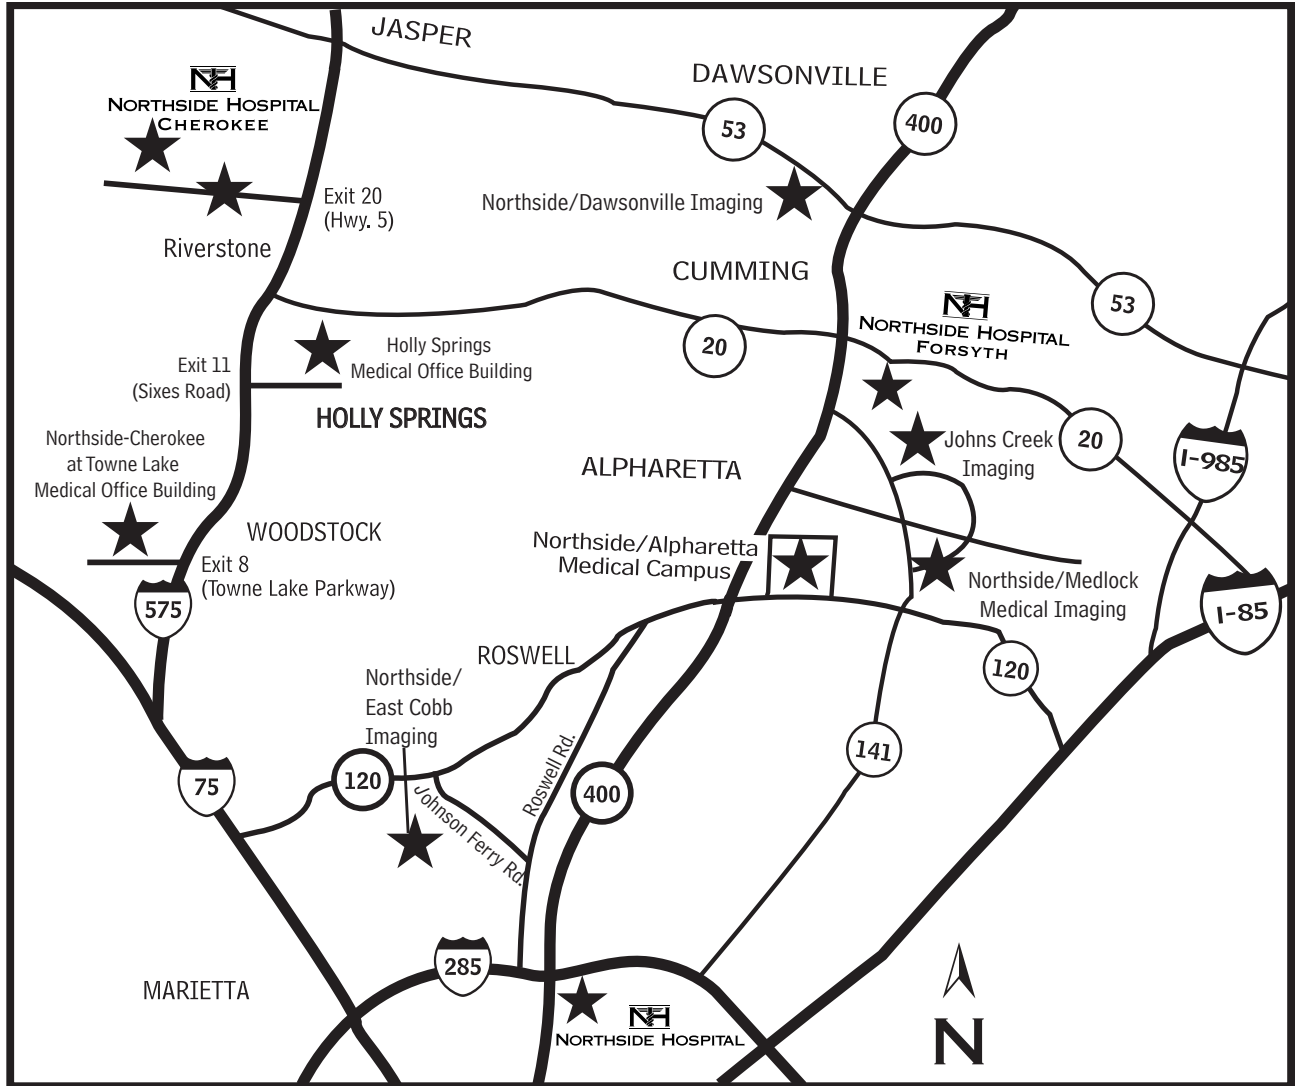 JASPER
DAWSONVILLE
NH
NORTHSIDE HOSPITAL
CHEROKEE
53
400
Exit 20
(Hwy. 5)
Northside/Dawsonville Imaging
Riverstone
CUMMING
53
NH
NORTHSIDE HOSPITAL
FORSYTH
20
Holly Springs
Medical Office Building
Exit 11
(Sixes Road)
HOLLY SPRINGS
Northside-Cherokee
at Towne Lake
Medical Office Building
ALPHARETTA
Johns Creek
Imaging
20
I-985
WOODSTOCK
Exit 8
(Towne Lake Parkway)
575
Northside/Alpharetta
Medical Campus
Northside/Medlock
Medical Imaging
I-85
ROSWELL
120
Northside/
East Cobb
Imaging
141
75
120
Johnson Ferry Rd.
Roswell Rd.
400
285
MARIETTA
NH
NORTHSIDE HOSPITAL
N